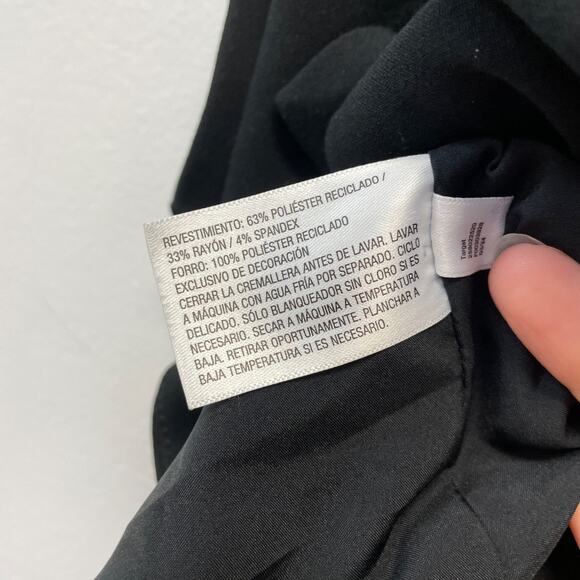 REVESTIMIENTO: 63% POLIÉSTER RECICLADO /
33% RAYÓN / 4% SPANDEX
FORRO: 100% POLIÉSTER RECICLADO
EXCLUSIVO DE DECORACIÓN
CERRAR LA CREMALLERA ANTES DE LAVAR. LAVAR
A MÁQUINA CON AGUA FRÍA POR SEPARADO. CICLO
DELICADO. SÓLO BLANQUEADOR SIN CLORO SI ES
NECESARIO. SECAR A MÁQUINA A TEMPERATURA
BAJA. RETIRAR OPORTUNAMENTE. PLANCHAR A
BAJA TEMPERATURA SI ES NECESARIO.
Target